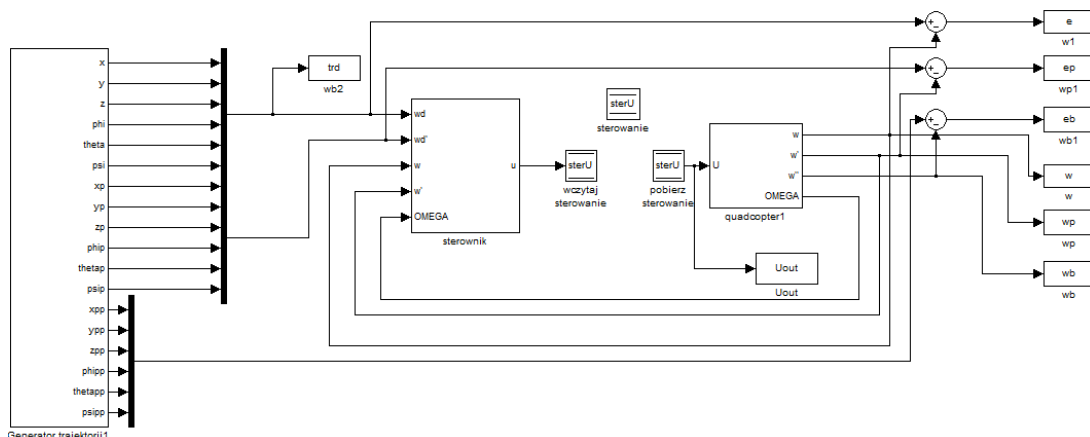 x
y
z
phi
theta
psi
xp
yp
zp
phip
thetap
psip
xpp
ypp
zpp
phipp
thetapp
psipp
Generator trajektorii1
trd
wb2
wd
wd'
w
w'
OMEGA
u
sterownik
sterU
sterowanie
sterU
wczytaj
sterowanie
sterU
pobierz
sterowanie
U
w
w'
w''
OMEGA
quadcopter1
Uout
Uout
+
-
+
-
+
-
e
w1
ep
wp1
eb
wb1
w
w
wp
wp
wb
wb